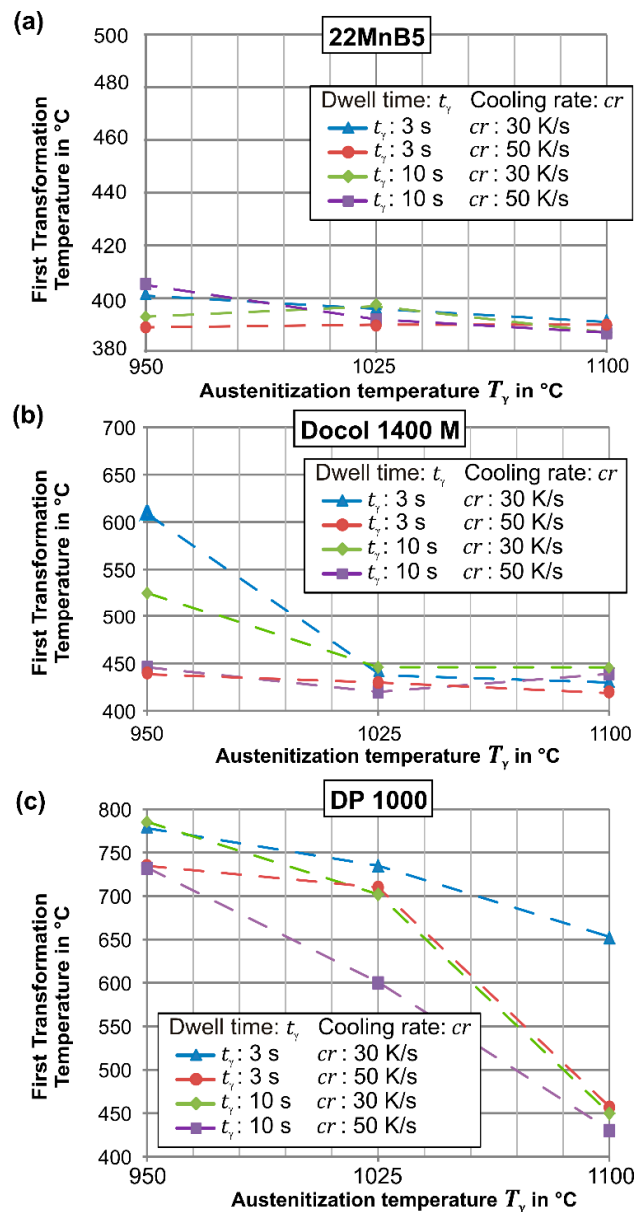 (a)
22MnB5
500
480
460
440
420
400
380
First Transformation
Temperature in °C
Dwell time: tᵧ Cooling rate: cr
tᵧ : 3 s cr : 30 K/s
tᵧ : 3 s cr : 50 K/s
tᵧ : 10 s cr : 30 K/s
tᵧ : 10 s cr : 50 K/s
950 1025 1100
Austenitization temperature Tᵧ in °C
(b)
Docol 1400 M
700
650
600
550
500
450
400
First Transformation
Temperature in °C
Dwell time: tᵧ Cooling rate: cr
tᵧ : 3 s cr : 30 K/s
tᵧ : 3 s cr : 50 K/s
tᵧ : 10 s cr : 30 K/s
tᵧ : 10 s cr : 50 K/s
950 1025 1100
Austenitization temperature Tᵧ in °C
(c)
DP 1000
800
750
700
650
600
550
500
450
400
First Transformation
Temperature in °C
Dwell time: tᵧ Cooling rate: cr
tᵧ : 3 s cr : 30 K/s
tᵧ : 3 s cr : 50 K/s
tᵧ : 10 s cr : 30 K/s
tᵧ : 10 s cr : 50 K/s
950 1025 1100
Austenitization temperature Tᵧ in °C